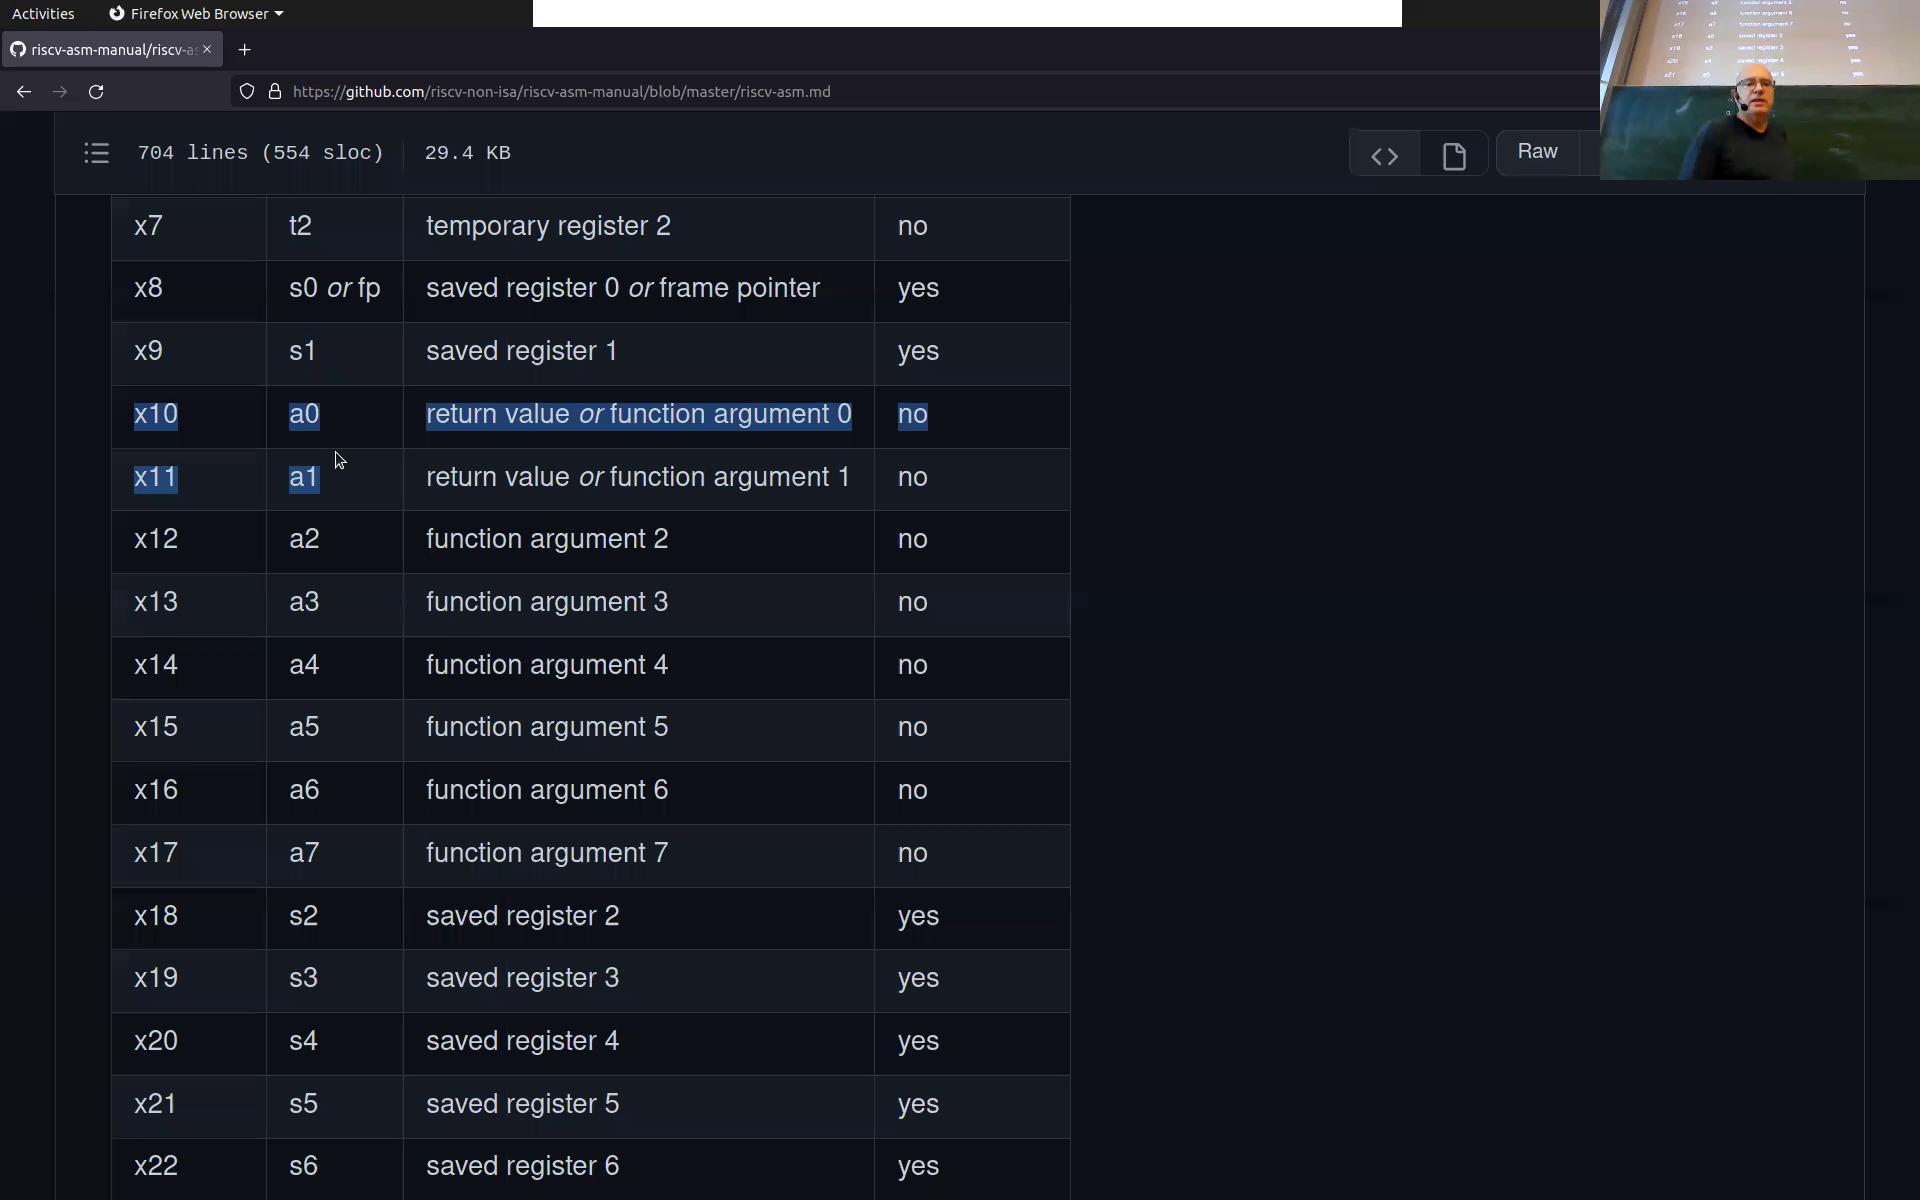 Activities Firefox Web Browser
riscv-asm-manual/riscv-as
https://github.com/riscv-non-isa/riscv-asm-manual/blob/master/riscv-asm.md
704 lines (554 sloc) 29.4 KB Raw
x7 t2 temporary register 2 no
x8 s0 or fp saved register 0 or frame pointer yes
x9 s1 saved register 1 yes
x10 a0 return value or function argument 0 no
x11 a1 return value or function argument 1 no
x12 a2 function argument 2 no
x13 a3 function argument 3 no
x14 a4 function argument 4 no
x15 a5 function argument 5 no
x16 a6 function argument 6 no
x17 a7 function argument 7 no
x18 s2 saved register 2 yes
x19 s3 saved register 3 yes
x20 s4 saved register 4 yes
x21 s5 saved register 5 yes
x22 s6 saved register 6 yes